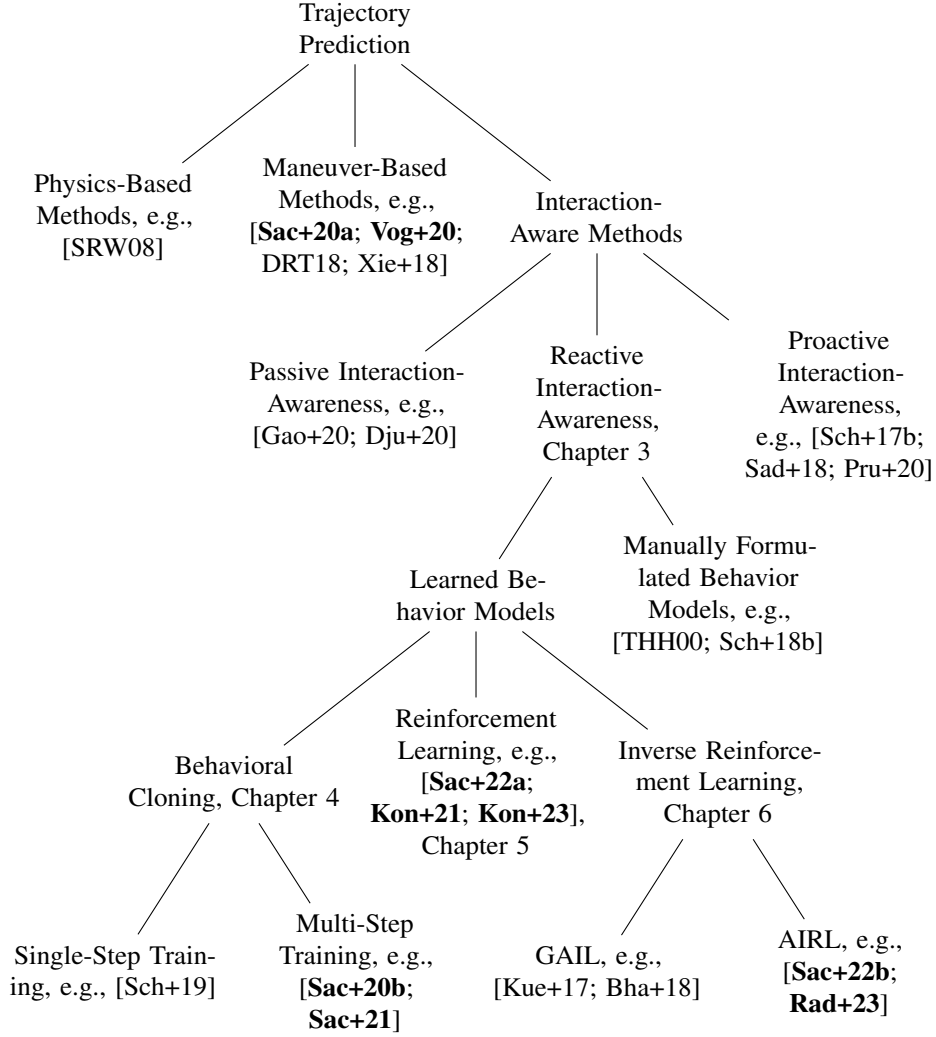 Trajectory
Prediction
Physics-Based
Methods, e.g.,
[SRW08]
Maneuver-Based
Methods, e.g.,
[Sac+20a; Vog+20;
DRT18; Xie+18]
Interaction-
Aware Methods
Passive Interaction-
Awareness, e.g.,
[Gao+20; Dju+20]
Reactive
Interaction-
Awareness,
Chapter 3
Proactive
Interaction-
Awareness,
e.g., [Sch+17b;
Sad+18; Pru+20]
Learned Be-
havior Models
Manually Formu-
lated Behavior
Models, e.g.,
[THH00; Sch+18b]
Behavioral
Cloning, Chapter 4
Reinforcement
Learning, e.g.,
[Sac+22a;
Kon+21; Kon+23],
Chapter 5
Inverse Reinforce-
ment Learning,
Chapter 6
Single-Step Train-
ing, e.g., [Sch+19]
Multi-Step
Training, e.g.,
[Sac+20b;
Sac+21]
GAIL, e.g.,
[Kue+17; Bha+18]
AIRL, e.g.,
[Sac+22b;
Rad+23]